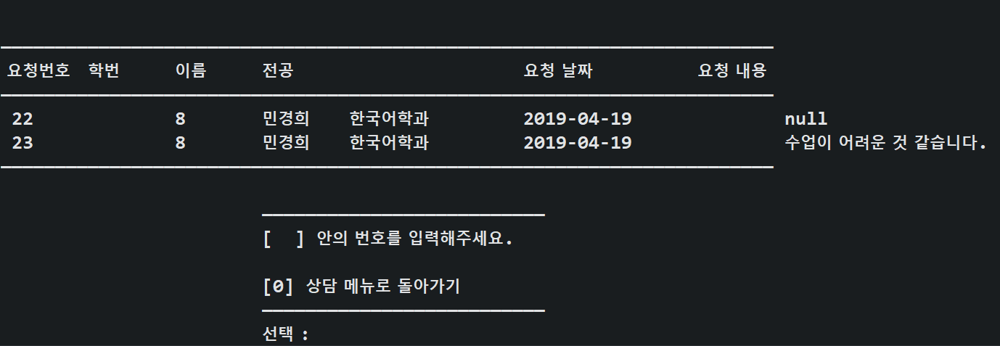 요청번호 학번 이름 전공 요청 날짜 요청 내용
22 8 민경희 한국어학과 2019-04-19 null
23 8 민경희 한국어학과 2019-04-19 수업이 어려운 것 같습니다.
[ ] 안의 번호를 입력해주세요.
[0] 상담 메뉴로 돌아가기
선택 :